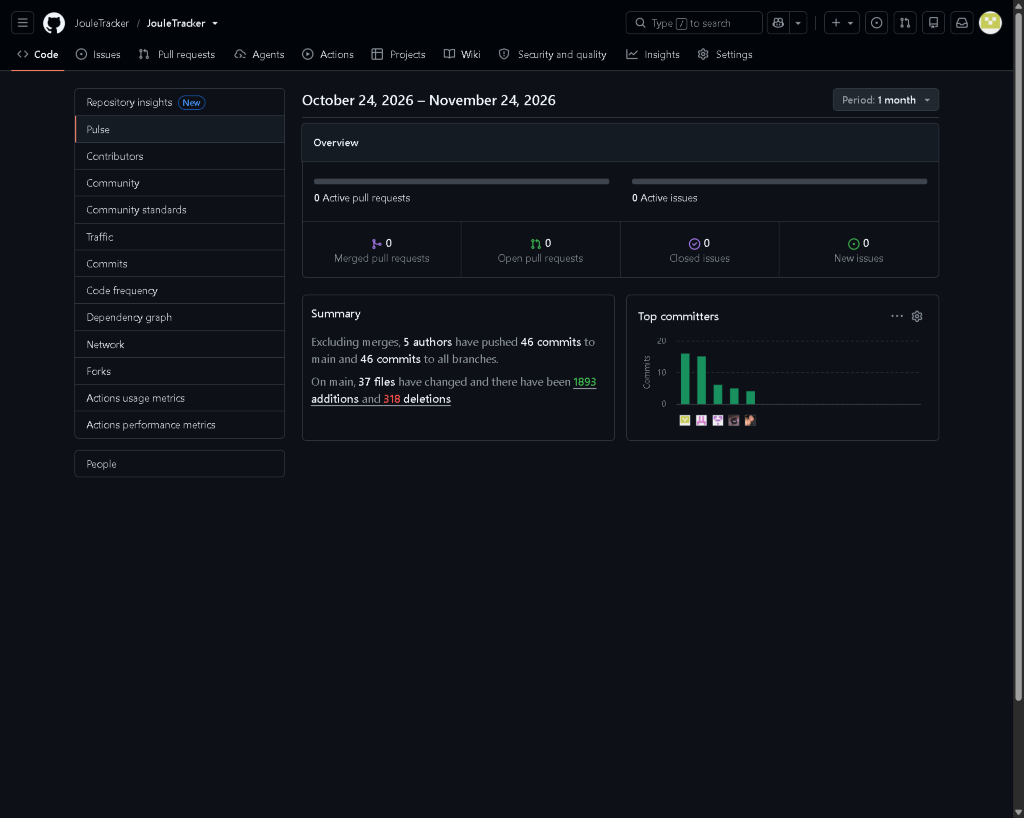 JouleTracker / JouleTracker
Type / to search
Code
Issues
Pull requests
Agents
Actions
Projects
Wiki
Security and quality
Insights
Settings
Repository insights New
Pulse
Contributors
Community
Community standards
Traffic
Commits
Code frequency
Dependency graph
Network
Forks
Actions usage metrics
Actions performance metrics
People
October 24, 2026 – November 24, 2026
Period: 1 month
Overview
0 Active pull requests
0 Active issues
0
Merged pull requests
0
Open pull requests
0
Closed issues
0
New issues
Summary
Excluding merges, 5 authors have pushed 46 commits to
main and 46 commits to all branches.
On main, 37 files have changed and there have been 1893
additions and 318 deletions
Top committers
Commits
20
10
0